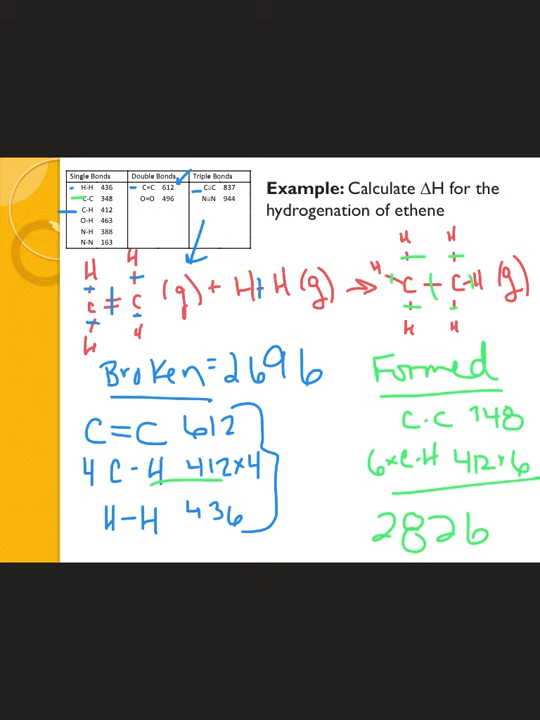 Single Bonds Double Bonds Triple Bonds
H-H 436 C=C 612 C≡C 837
C-C 348 O=O 496 N≡N 944
C-H 412
O-H 463
N-H 388
N-N 163
Example: Calculate ΔH for the
hydrogenation of ethene
H H H H
C = C (g) + H-H (g) → H C - C H (g)
H H H H
Broken = 2696
Formed
C=C 612
C-C 348
4 C-H 412×4
6×C-H 412×6
H-H 436
2826